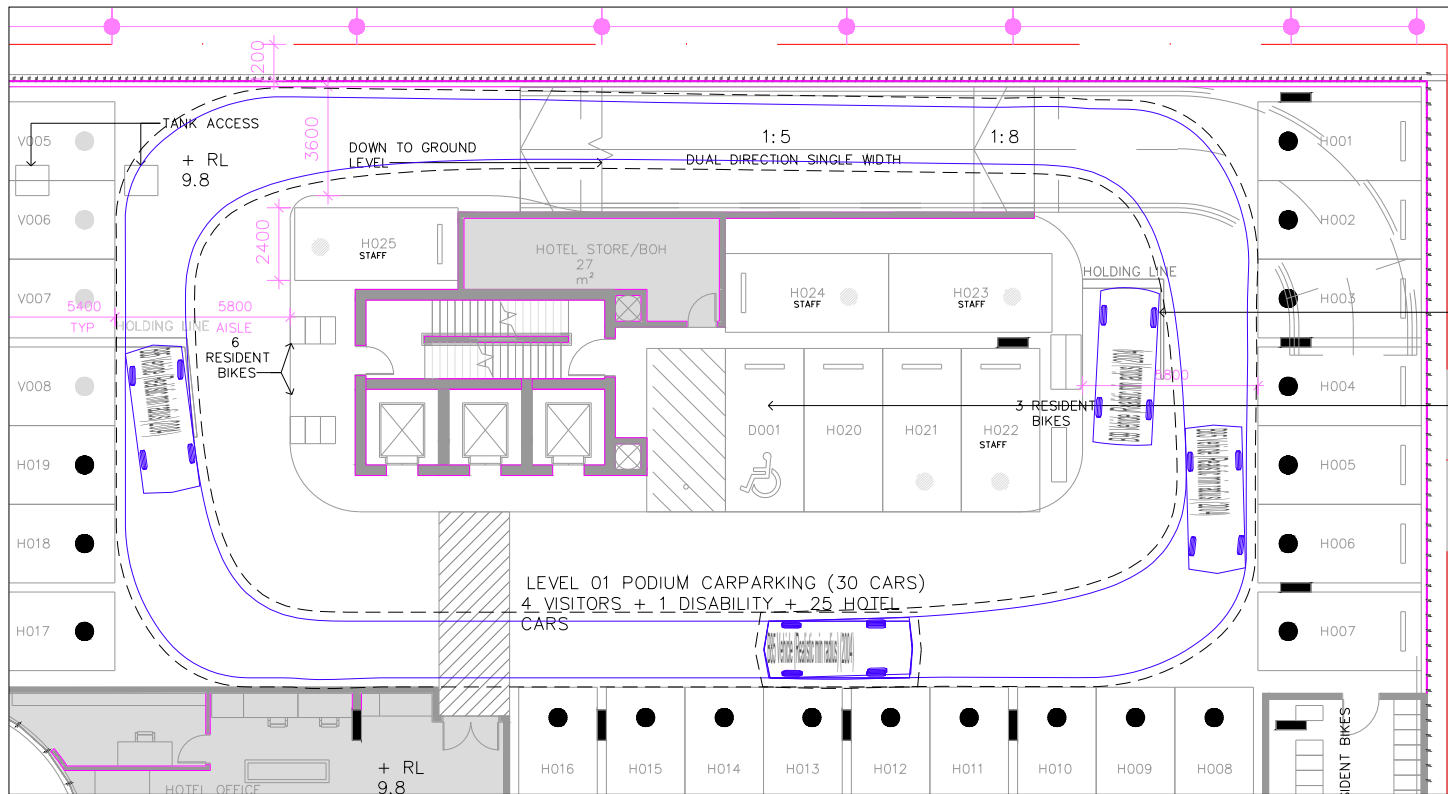 200
TANK ACCESS
V005
+ RL
9.8
3600
DOWN TO GROUND
LEVEL
1:5
DUAL DIRECTION SINGLE WIDTH
1:8
H001
V006
H002
2400
H025
STAFF
HOTEL STORE/BOH
27
m²
H024
STAFF
H023
STAFF
HOLDING LINE
V007
H003
5400
TYP
HOLDING LINE
5800
AISLE
6
RESIDENT
BIKES
V008
5800
H004
3 RESIDENT
BIKES
D001
H020
H021
H022
STAFF
H019
H005
H018
H006
LEVEL 01 PODIUM CARPARKING (30 CARS)
4 VISITORS + 1 DISABILITY + 25 HOTEL
CARS
H017
H007
+ RL
9.8
HOTEL OFFICE
H016
H015
H014
H013
H012
H011
H010
H009
H008
BIKES